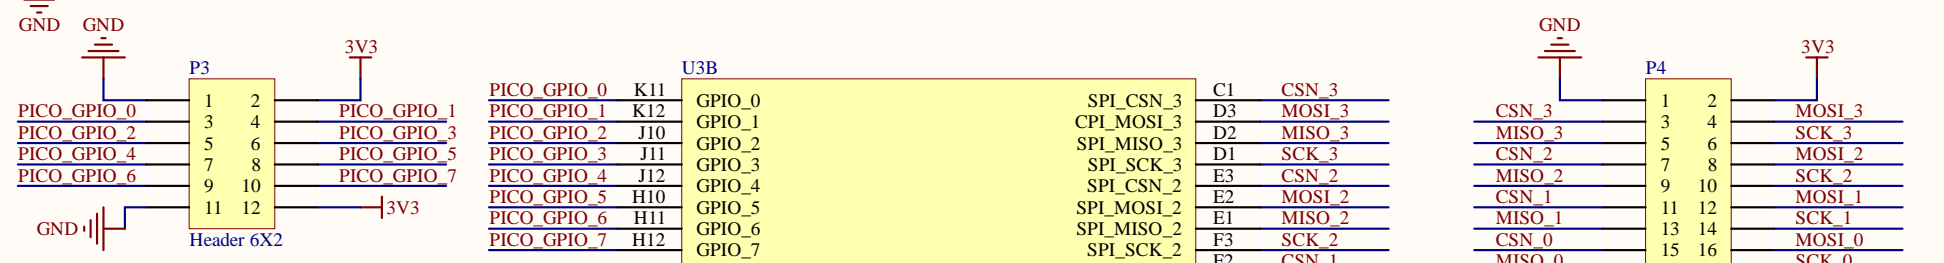 GND GND
3V3
P3
1 2
PICO_GPIO_0 3 4 PICO_GPIO_1
PICO_GPIO_2 5 6 PICO_GPIO_3
PICO_GPIO_4 7 8 PICO_GPIO_5
PICO_GPIO_6 9 10 PICO_GPIO_7
GND 11 12 3V3
Header 6X2
U3B
PICO_GPIO_0 K11 GPIO_0 SPI_CSN_3 C1 CSN_3
PICO_GPIO_1 K12 GPIO_1 CPI_MOSI_3 D3 MOSI_3
PICO_GPIO_2 J10 GPIO_2 SPI_MISO_3 D2 MISO_3
PICO_GPIO_3 J11 GPIO_3 SPI_SCK_3 D1 SCK_3
PICO_GPIO_4 J12 GPIO_4 SPI_CSN_2 E3 CSN_2
PICO_GPIO_5 H10 GPIO_5 SPI_MOSI_2 E2 MOSI_2
PICO_GPIO_6 H11 GPIO_6 SPI_MISO_2 E1 MISO_2
PICO_GPIO_7 H12 GPIO_7 SPI_SCK_2 F3 SCK_2
F2 CSN_1
GND
3V3
P4
1 2
CSN_3 3 4 MOSI_3
MISO_3 5 6 SCK_3
CSN_2 7 8 MOSI_2
MISO_2 9 10 SCK_2
CSN_1 11 12 MOSI_1
MISO_1 13 14 SCK_1
CSN_0 15 16 MOSI_0
MISO_0 SCK_0